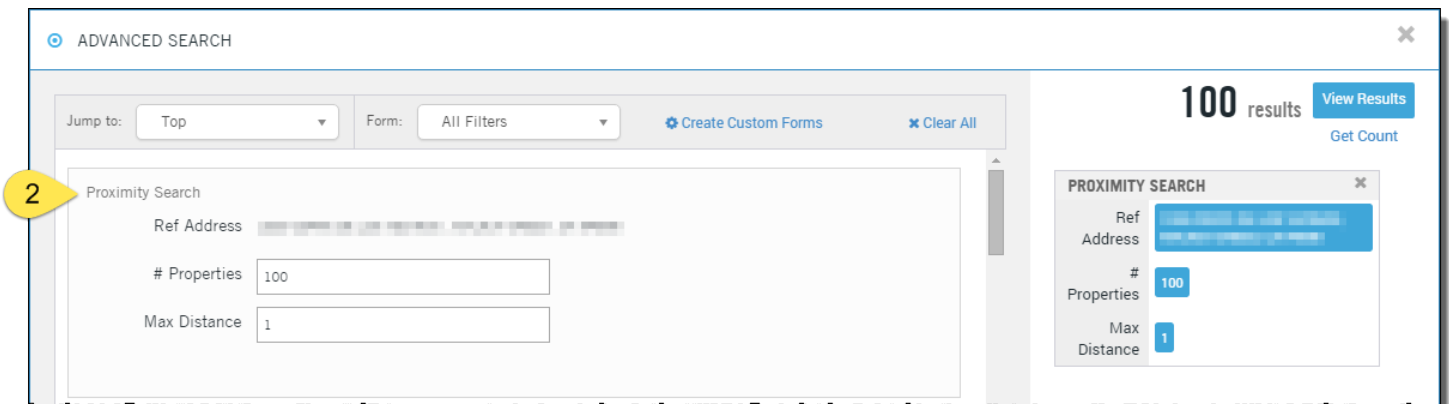 ADVANCED SEARCH
Jump to: Top Form: All Filters Create Custom Forms Clear All
100 results View Results
Get Count
2
Proximity Search
Ref Address
# Properties 100
Max Distance 1
PROXIMITY SEARCH
Ref
Address
#
Properties 100
Max
Distance 1